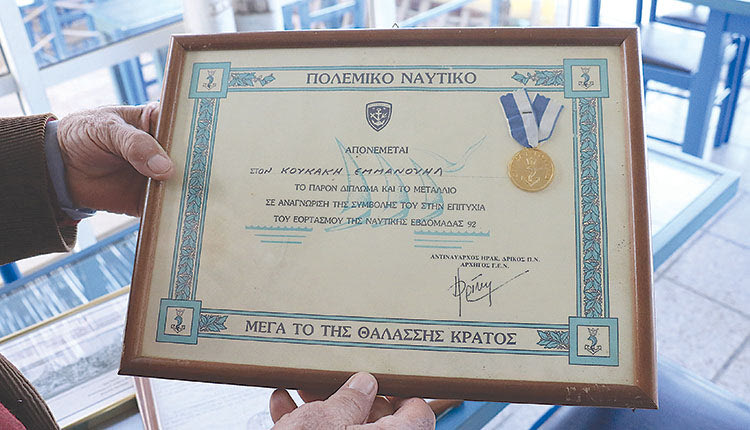 ΠΟΛΕΜΙΚΟ ΝΑΥΤΙΚΟ
ΑΠΟΝΕΜΕΤΑΙ
ΣΤΟΝ ΚΟΥΚΑΚΗ ΕΜΜΑΝΟΥΗΛ
ΤΟ ΠΑΡΟΝ ΔΙΠΛΩΜΑ ΚΑΙ ΤΟ ΜΕΤΑΛΛΙΟ
ΣΕ ΑΝΑΓΝΩΡΙΣΗ ΤΗΣ ΣΥΜΒΟΛΗΣ ΤΟΥ ΣΤΗΝ ΕΠΙΤΥΧΙΑ
ΤΟΥ ΕΟΡΤΑΣΜΟΥ ΤΗΣ ΝΑΥΤΙΚΗΣ ΕΒΔΟΜΑΔΑΣ 92
ΑΝΤΙΝΑΥΑΡΧΟΣ ΗΡΑΚ. ΔΡΙΚΟΣ Π.Ν.
ΑΡΧΗΓΟΣ Γ.Ε.Ν.
ΜΕΓΑ ΤΟ ΤΗΣ ΘΑΛΑΣΣΗΣ ΚΡΑΤΟΣ